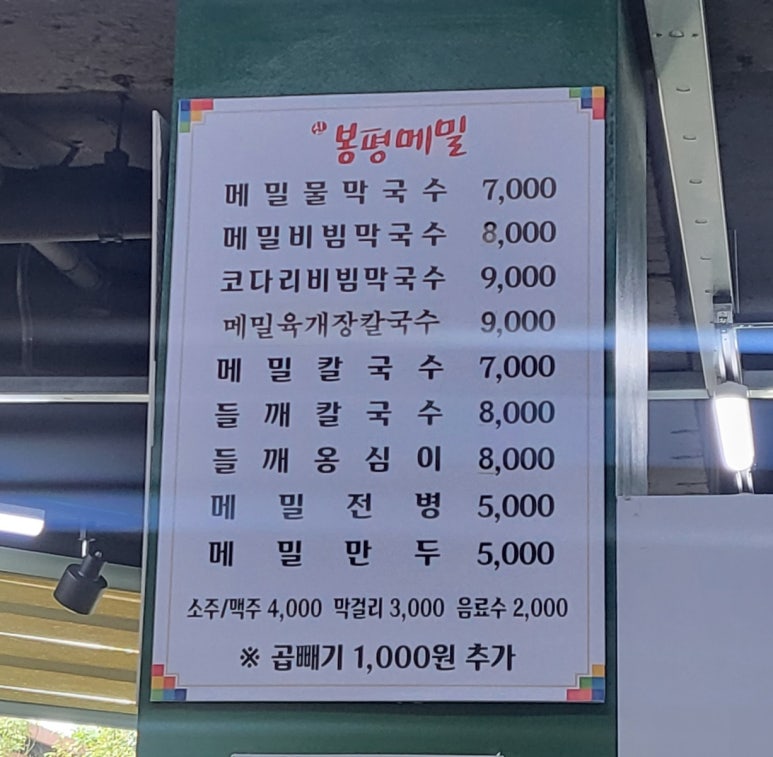 봉평메밀
메밀물막국수 7,000
메밀비빔막국수 8,000
코다리비빔막국수 9,000
메밀육개장칼국수 9,000
메밀칼국수 7,000
들깨칼국수 8,000
들깨옹심이 8,000
메밀전병 5,000
메밀만두 5,000
소주/맥주 4,000 막걸리 3,000 음료수 2,000
※ 곱빼기 1,000원 추가